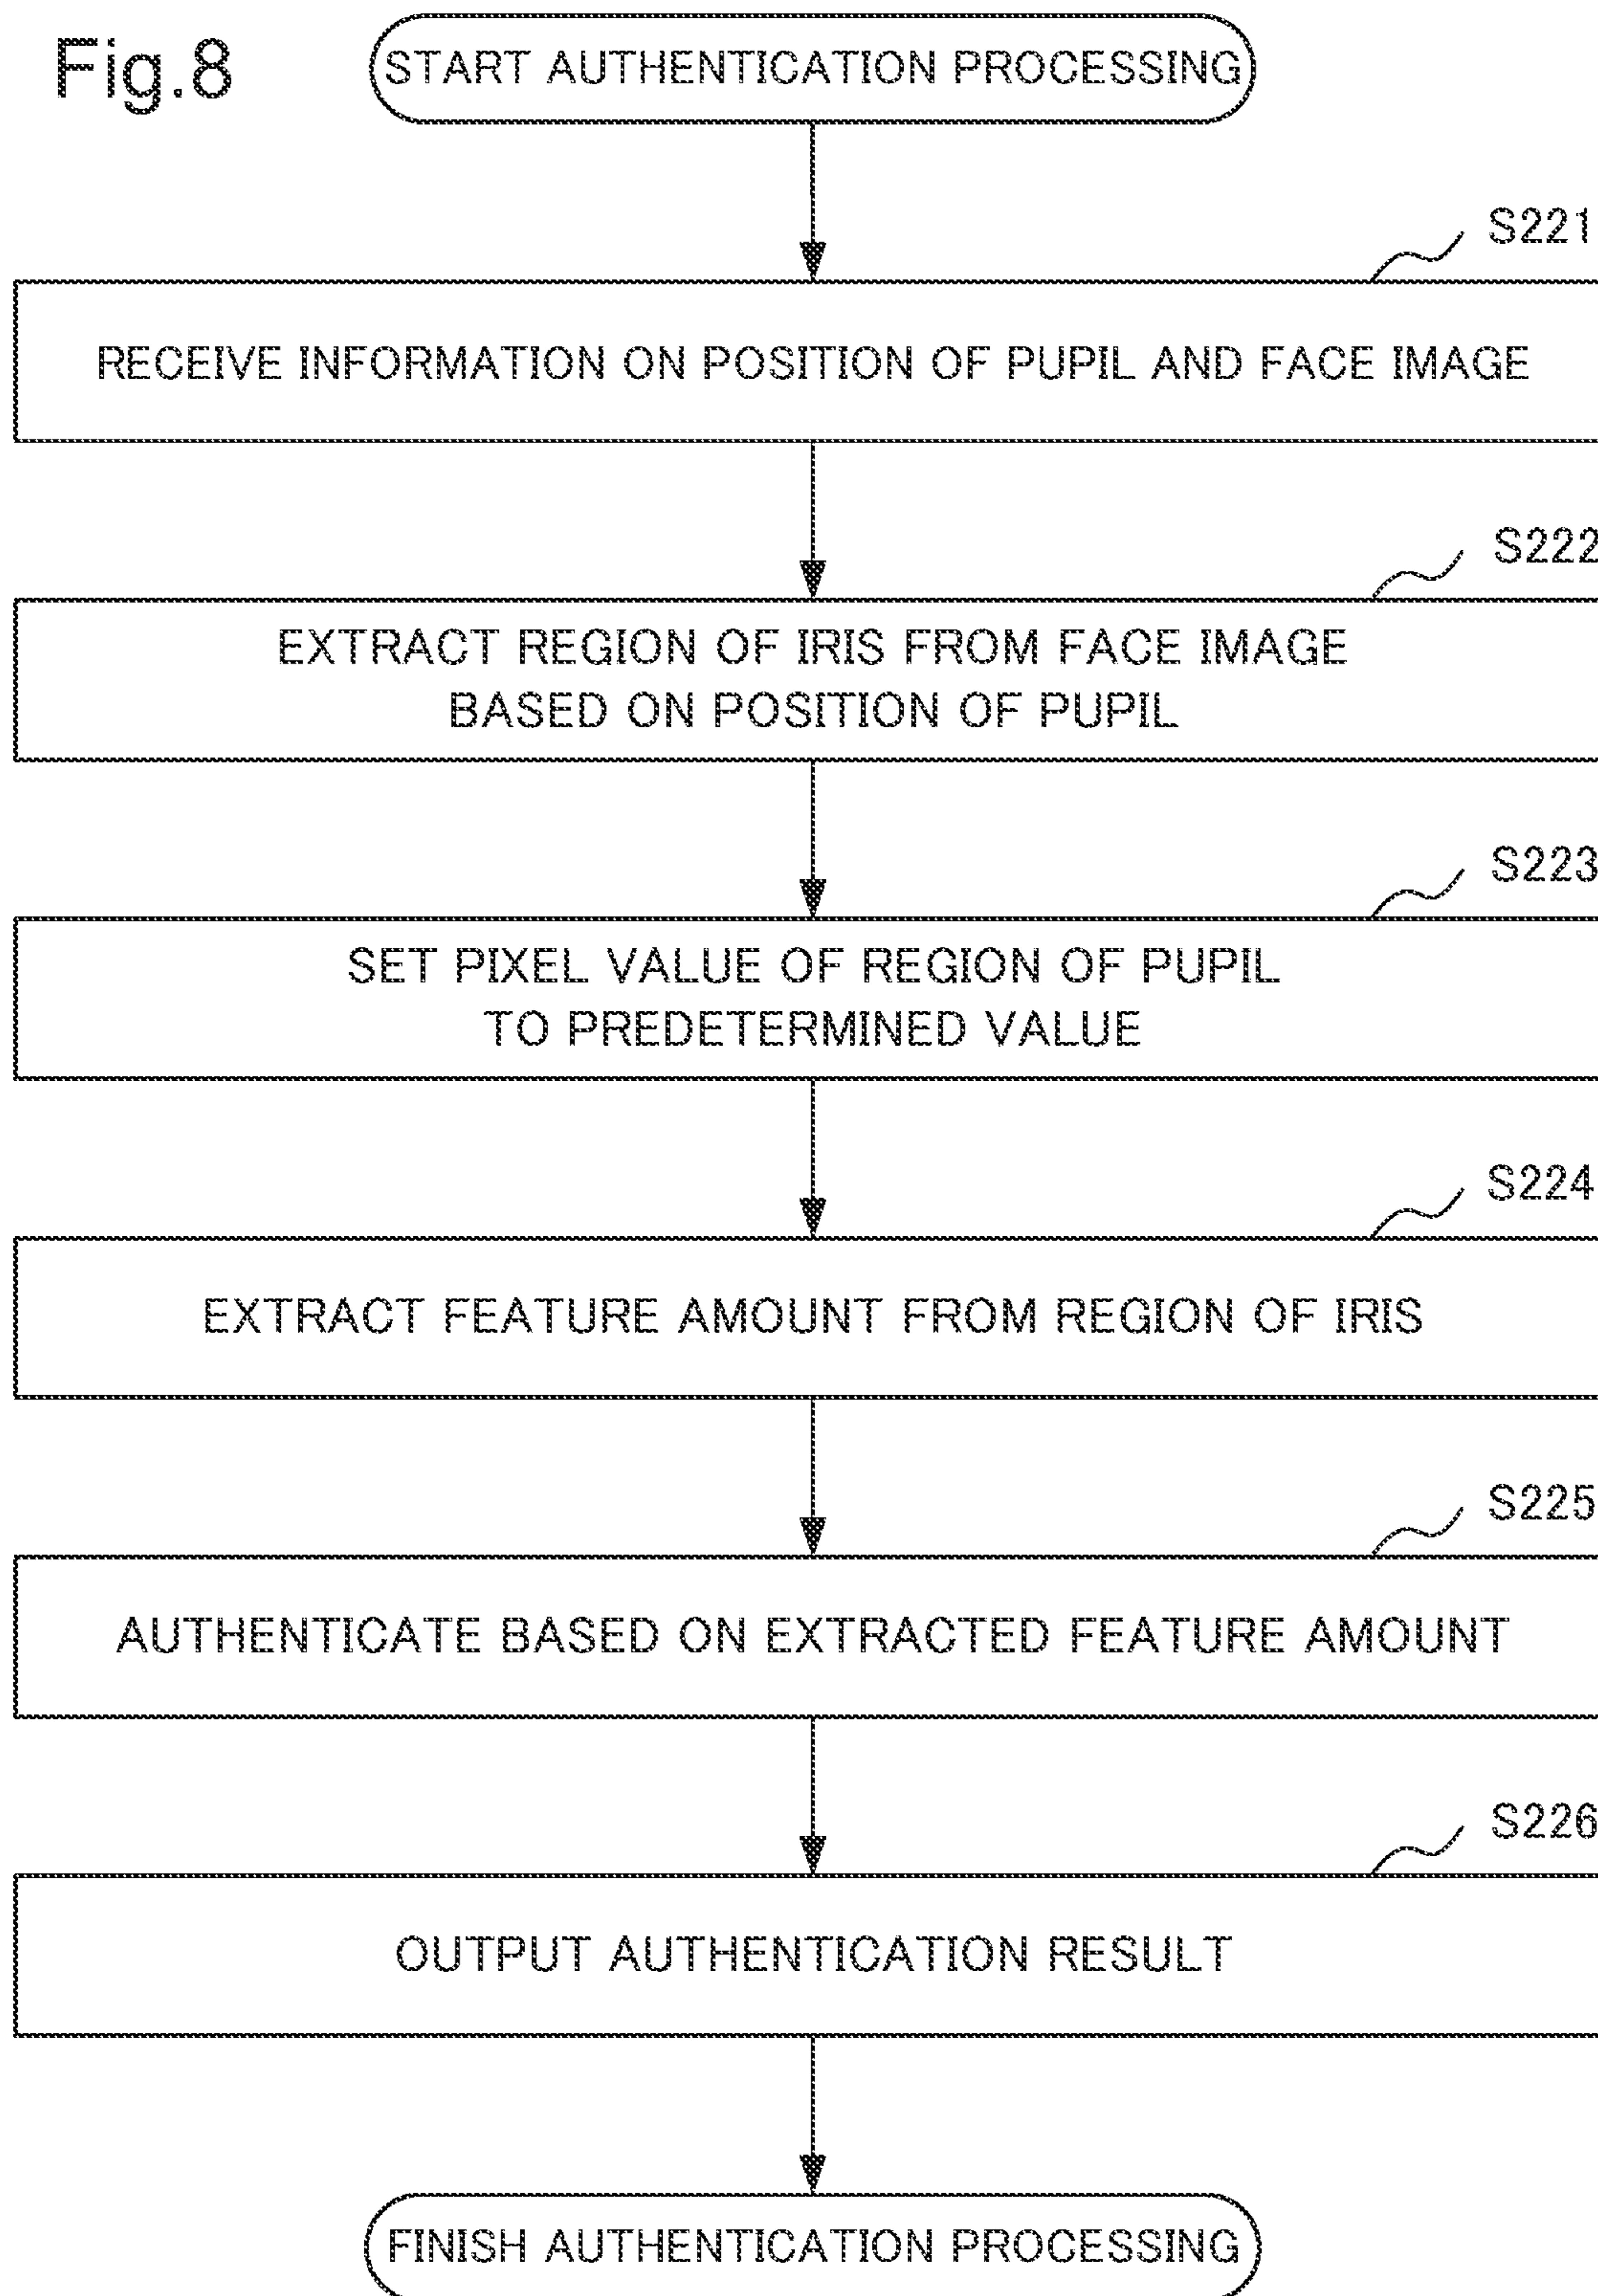 Fig.8
START AUTHENTICATION PROCESSING
S221
RECEIVE INFORMATION ON POSITION OF PUPIL AND FACE IMAGE
S222
EXTRACT REGION OF IRIS FROM FACE IMAGE
BASED ON POSITION OF PUPIL
S223
SET PIXEL VALUE OF REGION OF PUPIL
TO PREDETERMINED VALUE
S224
EXTRACT FEATURE AMOUNT FROM REGION OF IRIS
S225
AUTHENTICATE BASED ON EXTRACTED FEATURE AMOUNT
S226
OUTPUT AUTHENTICATION RESULT
FINISH AUTHENTICATION PROCESSING